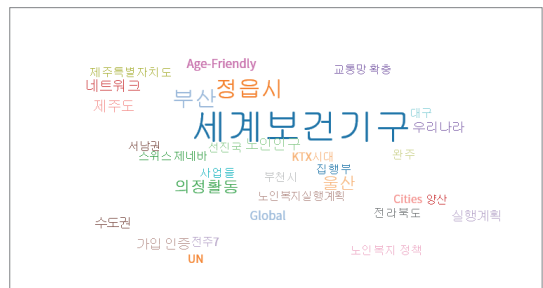 Age-Friendly
교통망 확충
제주특별자치도
네트워크
정읍시
부산
제주도
대구
세계보건기구
우리나라
서남권
선진국
노인인구
스위스 제네바
KTX시대
완주
사업들
부천시
집행부
의정활동
울산
노인복지실행계획
Cities
양산
Global
전라북도
실행계획
수도권
가입 인증
전주7
노인복지 정책
UN